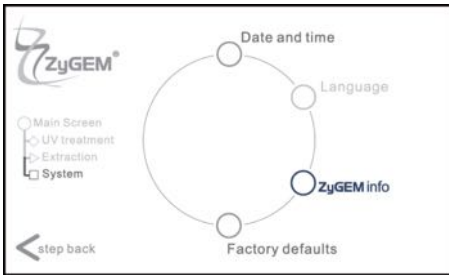 ZyGEM®
Date and time
Language
Main Screen
UV treatment
Extraction
System
ZyGEM info
step back
Factory defaults